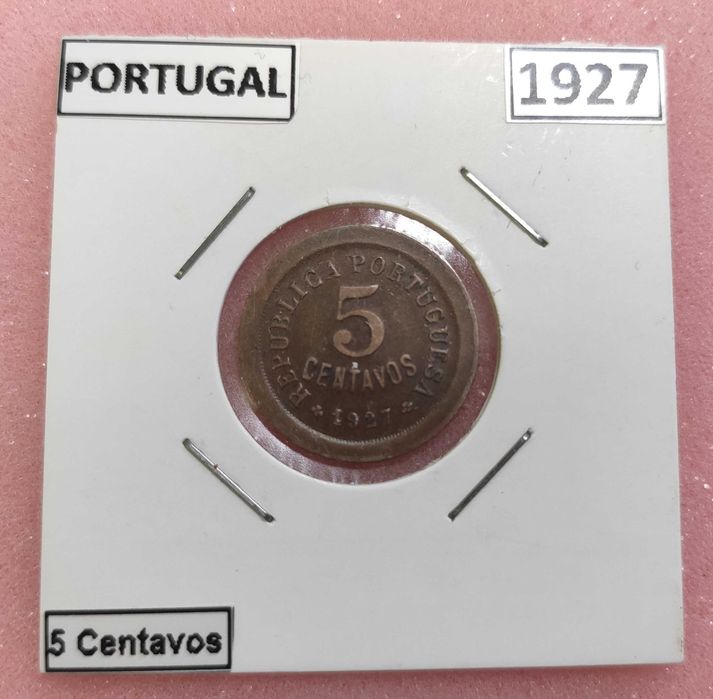 PORTUGAL
1927
REPUBLICA PORTUGUESA
5
CENTAVOS
1927
5 Centavos